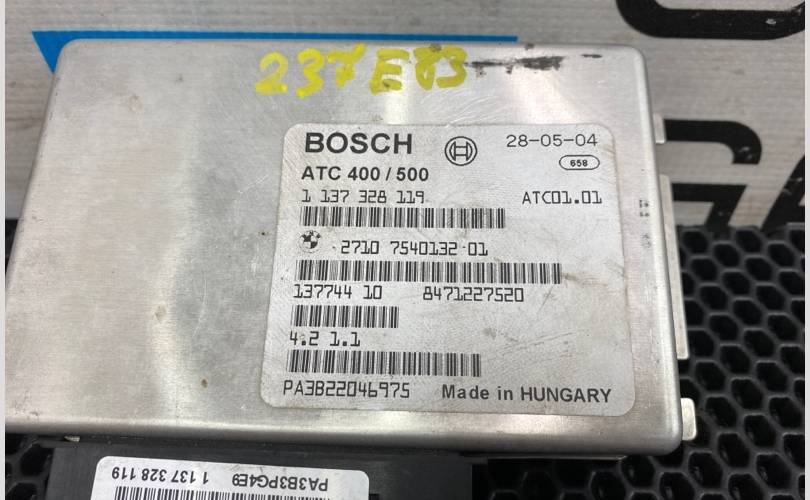 237E83
BOSCH
28-05-04
ATC 400 / 500
658
1 137 328 119
ATC01.01
2710 7540132 01
137744 10 8471227520
4.2 1.1
PA3B22046975 Made in HUNGARY
PA3B3PG4E9 1 137 328 119